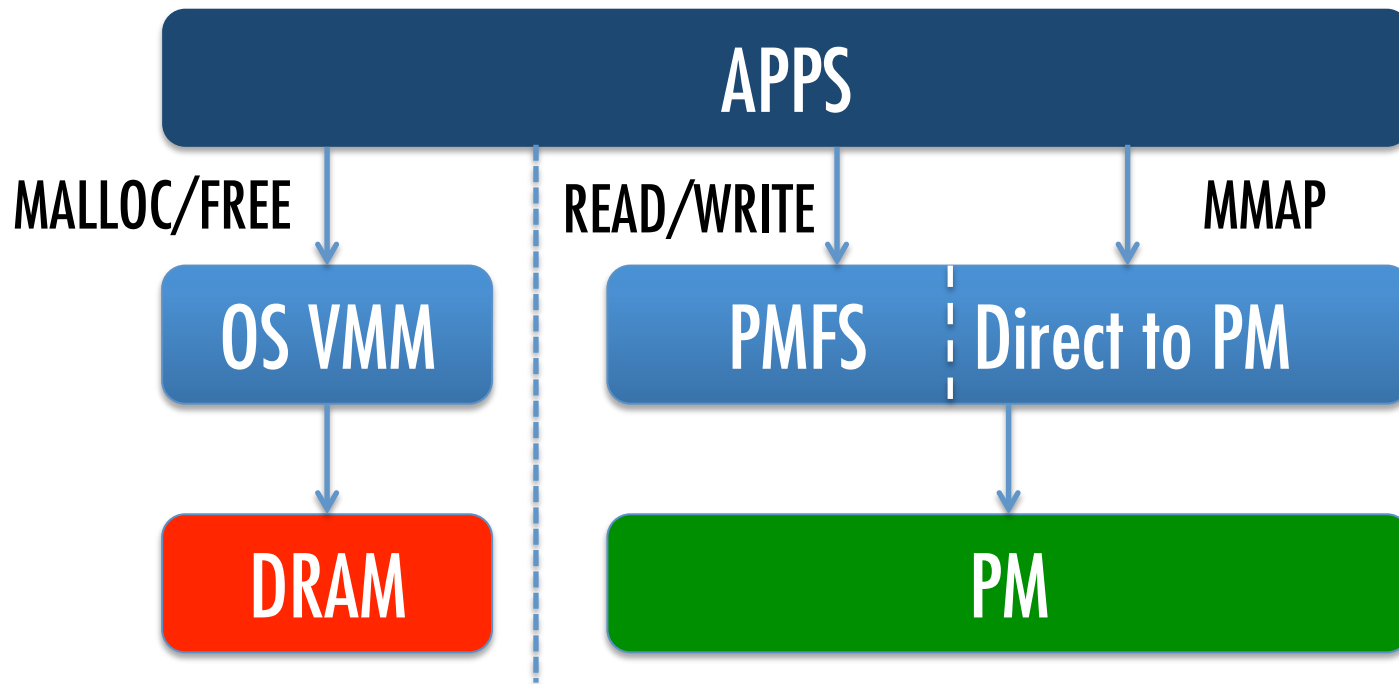 APPS
MALLOC/FREE
READ/WRITE
MMAP
OS VMM
PMFS
Direct to PM
DRAM
PM